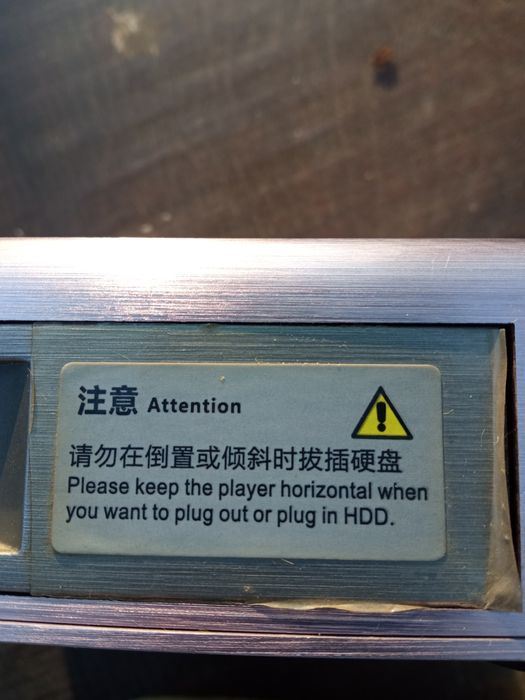 注意 Attention
请勿在倒置或倾斜时拔插硬盘
Please keep the player horizontal when
you want to plug out or plug in HDD.